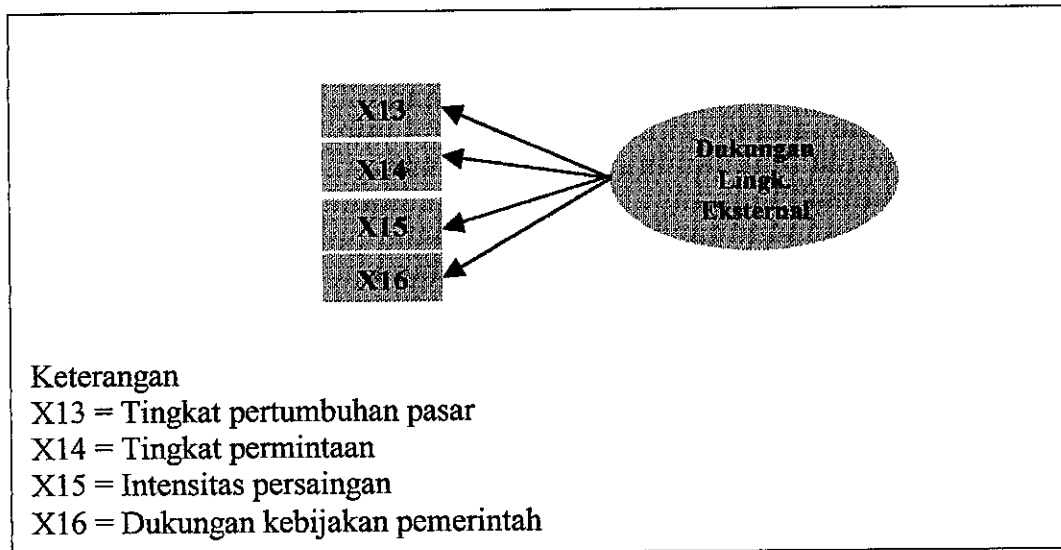 X13
X14
X15
X16
Dukungan
Lingk.
Eksternal
Keterangan
X13 = Tingkat pertumbuhan pasar
X14 = Tingkat permintaan
X15 = Intensitas persaingan
X16 = Dukungan kebijakan pemerintah